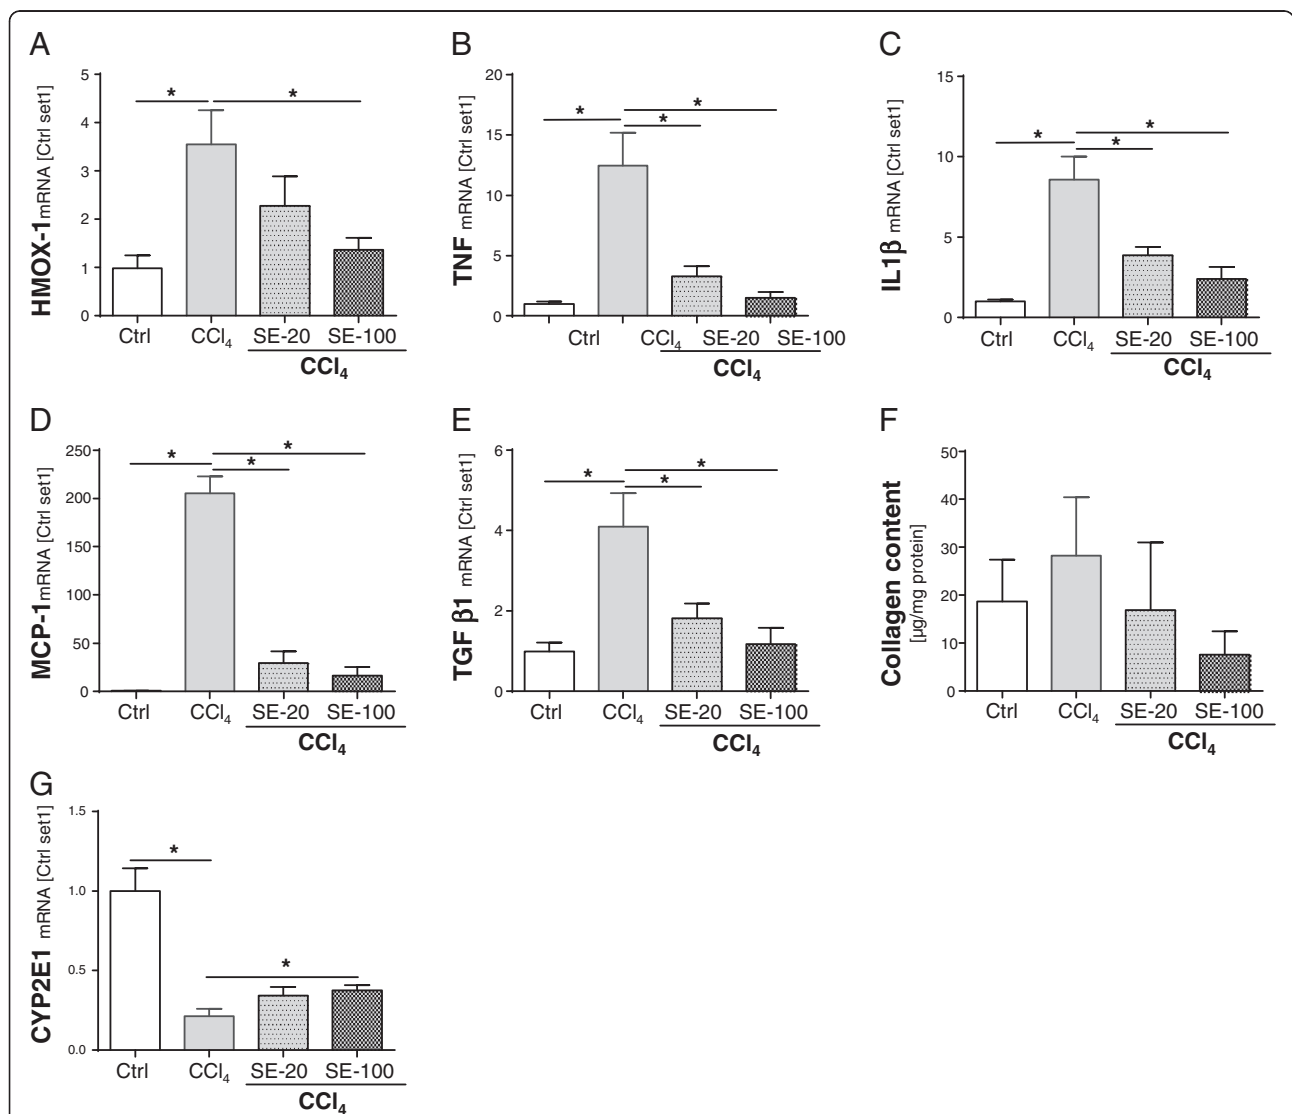 A
HMOX-1 mRNA [Ctrl set1]
5
4
3
2
1
0
* *
Ctrl CCl₄ SE-20 SE-100
CCl₄
B
TNF mRNA [Ctrl set1]
20
15
10
5
0
* * *
Ctrl CCl₄ SE-20 SE-100
CCl₄
C
IL1β mRNA [Ctrl set1]
15
10
5
0
* * *
Ctrl CCl₄ SE-20 SE-100
CCl₄
D
MCP-1 mRNA [Ctrl set1]
250
200
150
100
50
0
* * *
Ctrl CCl₄ SE-20 SE-100
CCl₄
E
TGF β1 mRNA [Ctrl set1]
6
4
2
0
* * *
Ctrl CCl₄ SE-20 SE-100
CCl₄
F
Collagen content
[µg/mg protein]
50
40
30
20
10
0
Ctrl CCl₄ SE-20 SE-100
CCl₄
G
CYP2E1 mRNA [Ctrl set1]
1.5
1.0
0.5
0.0
* *
Ctrl CCl₄ SE-20 SE-100
CCl₄